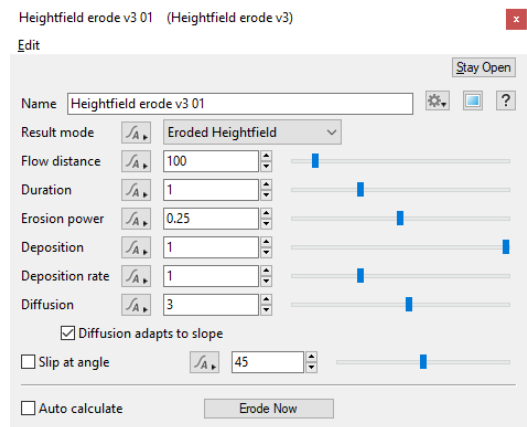 Heightfield erode v3 01 (Heightfield erode v3)
x
Edit
Stay Open
Name Heightfield erode v3 01 ?
Result mode A Eroded Heightfield
Flow distance A 100
Duration A 1
Erosion power A 0.25
Deposition A 1
Deposition rate A 1
Diffusion A 3
Diffusion adapts to slope
Slip at angle A 45
Auto calculate Erode Now